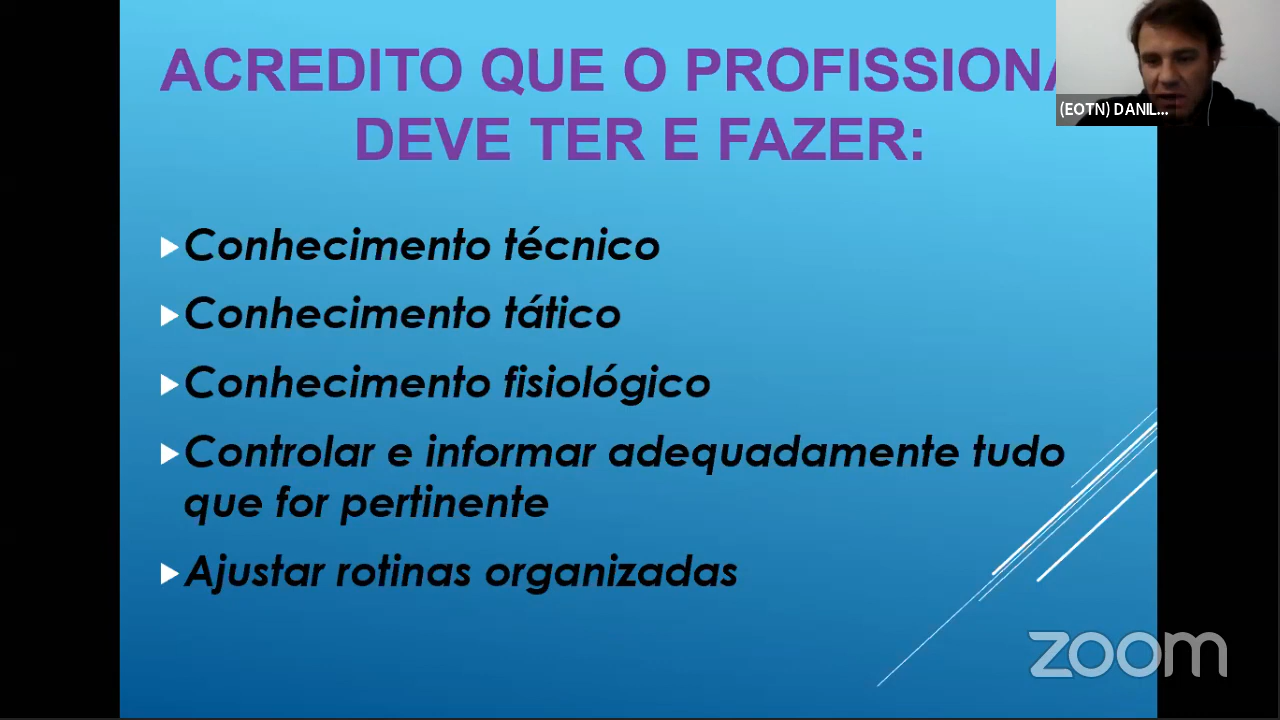 ACREDITO QUE O PROFISSIONA
DEVE TER E FAZER:
(EOTN) DANIL...
Conhecimento técnico
Conhecimento tático
Conhecimento fisiológico
Controlar e informar adequadamente tudo
que for pertinente
Ajustar rotinas organizadas
zoom